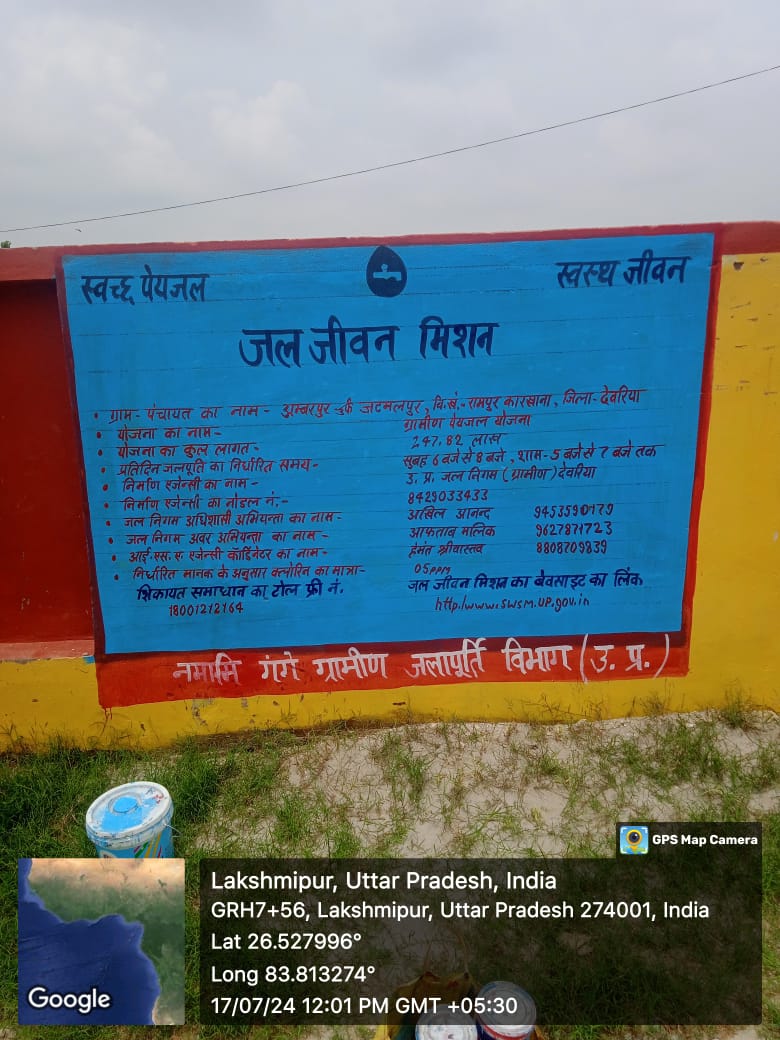 स्वच्छ पेयजल
स्वस्थ जीवन
जल जीवन मिशन
• ग्राम- पंचायत का नाम- अम्बरपुर उर्फ जटमलपुर, वि.खं.- रामपुर कारखाना, जिला- देवरिया
• योजना का नाम- ग्रामीण पेयजल योजना
• योजना का कुल लागत- 247.82 लाख
• प्रतिदिन जलपूर्ति का निर्धारित समय- सुबह 6 बजे से 8 बजे, शाम- 5 बजे से 7 बजे तक
• निर्माण एजेन्सी का नाम- उ. प्र. जल निगम (ग्रामीण) देवरिया
• निर्माण एजेन्सी का नोडल नं.- 8429033433
• जल निगम अधिशासी अभियन्ता का नाम- अखिल आनन्द 9453590179
• जल निगम अवर अभियन्ता का नाम- आफताब मलिक 9627871723
• आई.एस.ए एजेन्सी कॉर्डिनेटर का नाम- हेमंत श्रीवास्तव 8808709839
• निर्धारित मानक के अनुसार क्लोरिन का मात्रा- 05 PPM
शिकायत समाधान का टोल फ्री नं. जल जीवन मिशन का बेवसाइट का लिंक
18001212164 http/www.swsm.up.gov.in
नमामि गंगे ग्रामीण जलापूर्ति विभाग (उ. प्र.)
GPS Map Camera
Lakshmipur, Uttar Pradesh, India
GRH7+56, Lakshmipur, Uttar Pradesh 274001, India
Lat 26.527996°
Long 83.813274°
17/07/24 12:01 PM GMT +05:30
Google